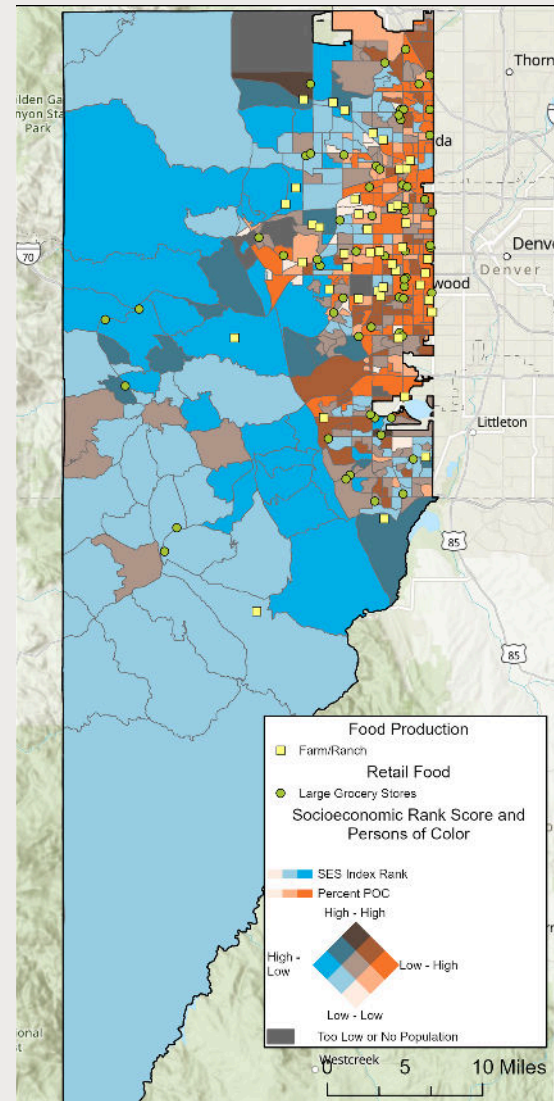 Thorn
ilden Ga
nyon Sta
Park
da
70
Denve
Denver
wood
Littleton
85
85
Food Production
Farm/Ranch
Retail Food
Large Grocery Stores
Socioeconomic Rank Score and
Persons of Color
SES Index Rank
Percent POC
High - High
High -
Low
Low - High
Low - Low
Too Low or No Population
Westcreek
0 5 10 Miles
ional
st